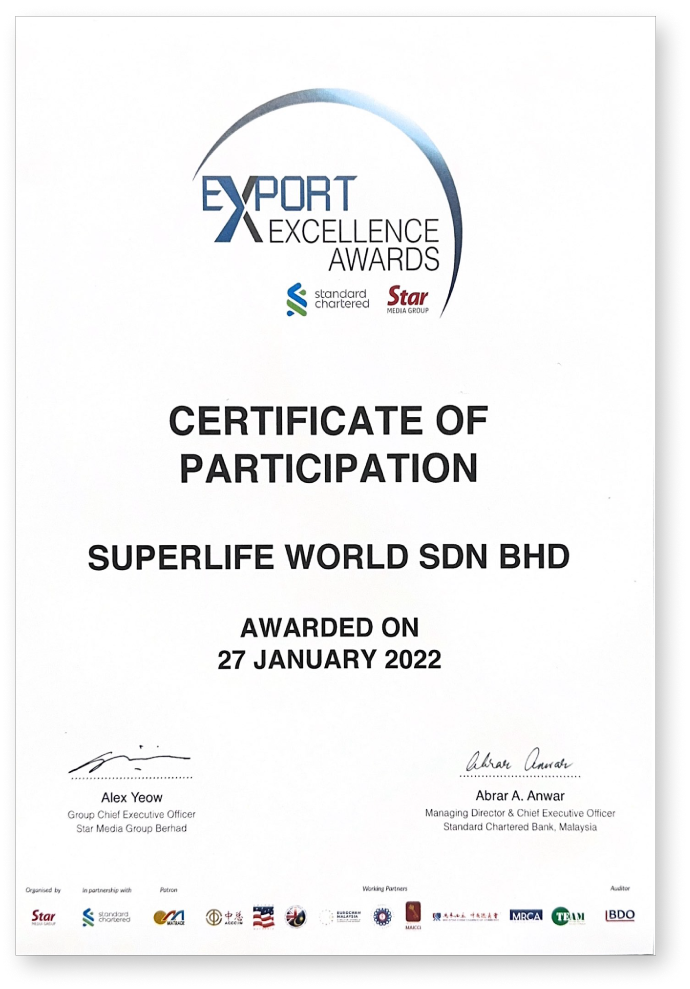 EXPORT
EXCELLENCE
AWARDS
standard
chartered
Star
MEDIA GROUP
CERTIFICATE OF
PARTICIPATION
SUPERLIFE WORLD SDN BHD
AWARDED ON
27 JANUARY 2022
Abrar Anwar
Alex Yeow
Group Chief Executive Officer
Star Media Group Berhad
Abrar A. Anwar
Managing Director & Chief Executive Officer
Standard Chartered Bank, Malaysia
Organised by
In partnership with
Patron
Working Partners
Auditor
Star
MEDIA GROUP
standard
chartered
MATRADE
中總
ACCCIM
EUROCHAM
MALAYSIA
MAICCI
MRCA
TEAM
BDO